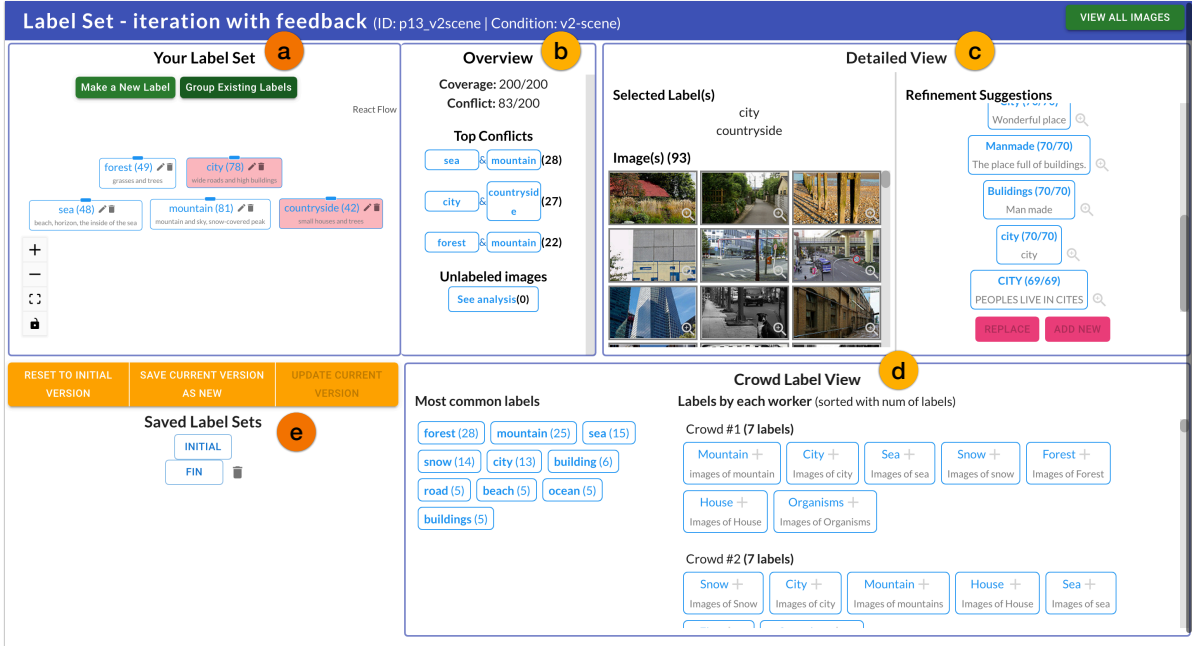 Label Set - iteration with feedback (ID: p13_v2scene | Condition: v2-scene)
VIEW ALL IMAGES
a
Your Label Set
Make a New Label
Group Existing Labels
React Flow
forest (49)
grasses and trees
city (78)
wide roads and high buildings
sea (48)
beach, horizon, the inside of the sea
mountain (81)
mountain and sky, snow-covered peak
countryside (42)
small houses and trees
b
Overview
Coverage: 200/200
Conflict: 83/200
Top Conflicts
sea & mountain (28)
city & countrysid
e (27)
forest & mountain (22)
Unlabeled images
See analysis(0)
c
Detailed View
Selected Label(s)
city
countryside
Image(s) (93)
Refinement Suggestions
City (70/70)
Wonderful place
Manmade (70/70)
The place full of buildings.
Bulidings (70/70)
Man made
city (70/70)
city
CITY (69/69)
PEOPLES LIVE IN CITES
REPLACE
ADD NEW
RESET TO INITIAL
VERSION
SAVE CURRENT VERSION
AS NEW
UPDATE CURRENT
VERSION
Saved Label Sets
e
INITIAL
FIN
d
Crowd Label View
Most common labels
forest (28) mountain (25) sea (15)
snow (14) city (13) building (6)
road (5) beach (5) ocean (5)
buildings (5)
Labels by each worker (sorted with num of labels)
Crowd #1 (7 labels)
Mountain +
images of mountain
City +
Images of city
Sea +
Images of sea
Snow +
Images of snow
Forest +
Images of Forest
House +
Images of House
Organisms +
Images of Organisms
Crowd #2 (7 labels)
Snow +
Images of Snow
City +
Images of city
Mountain +
Images of mountains
House +
Images of House
Sea +
Images of sea